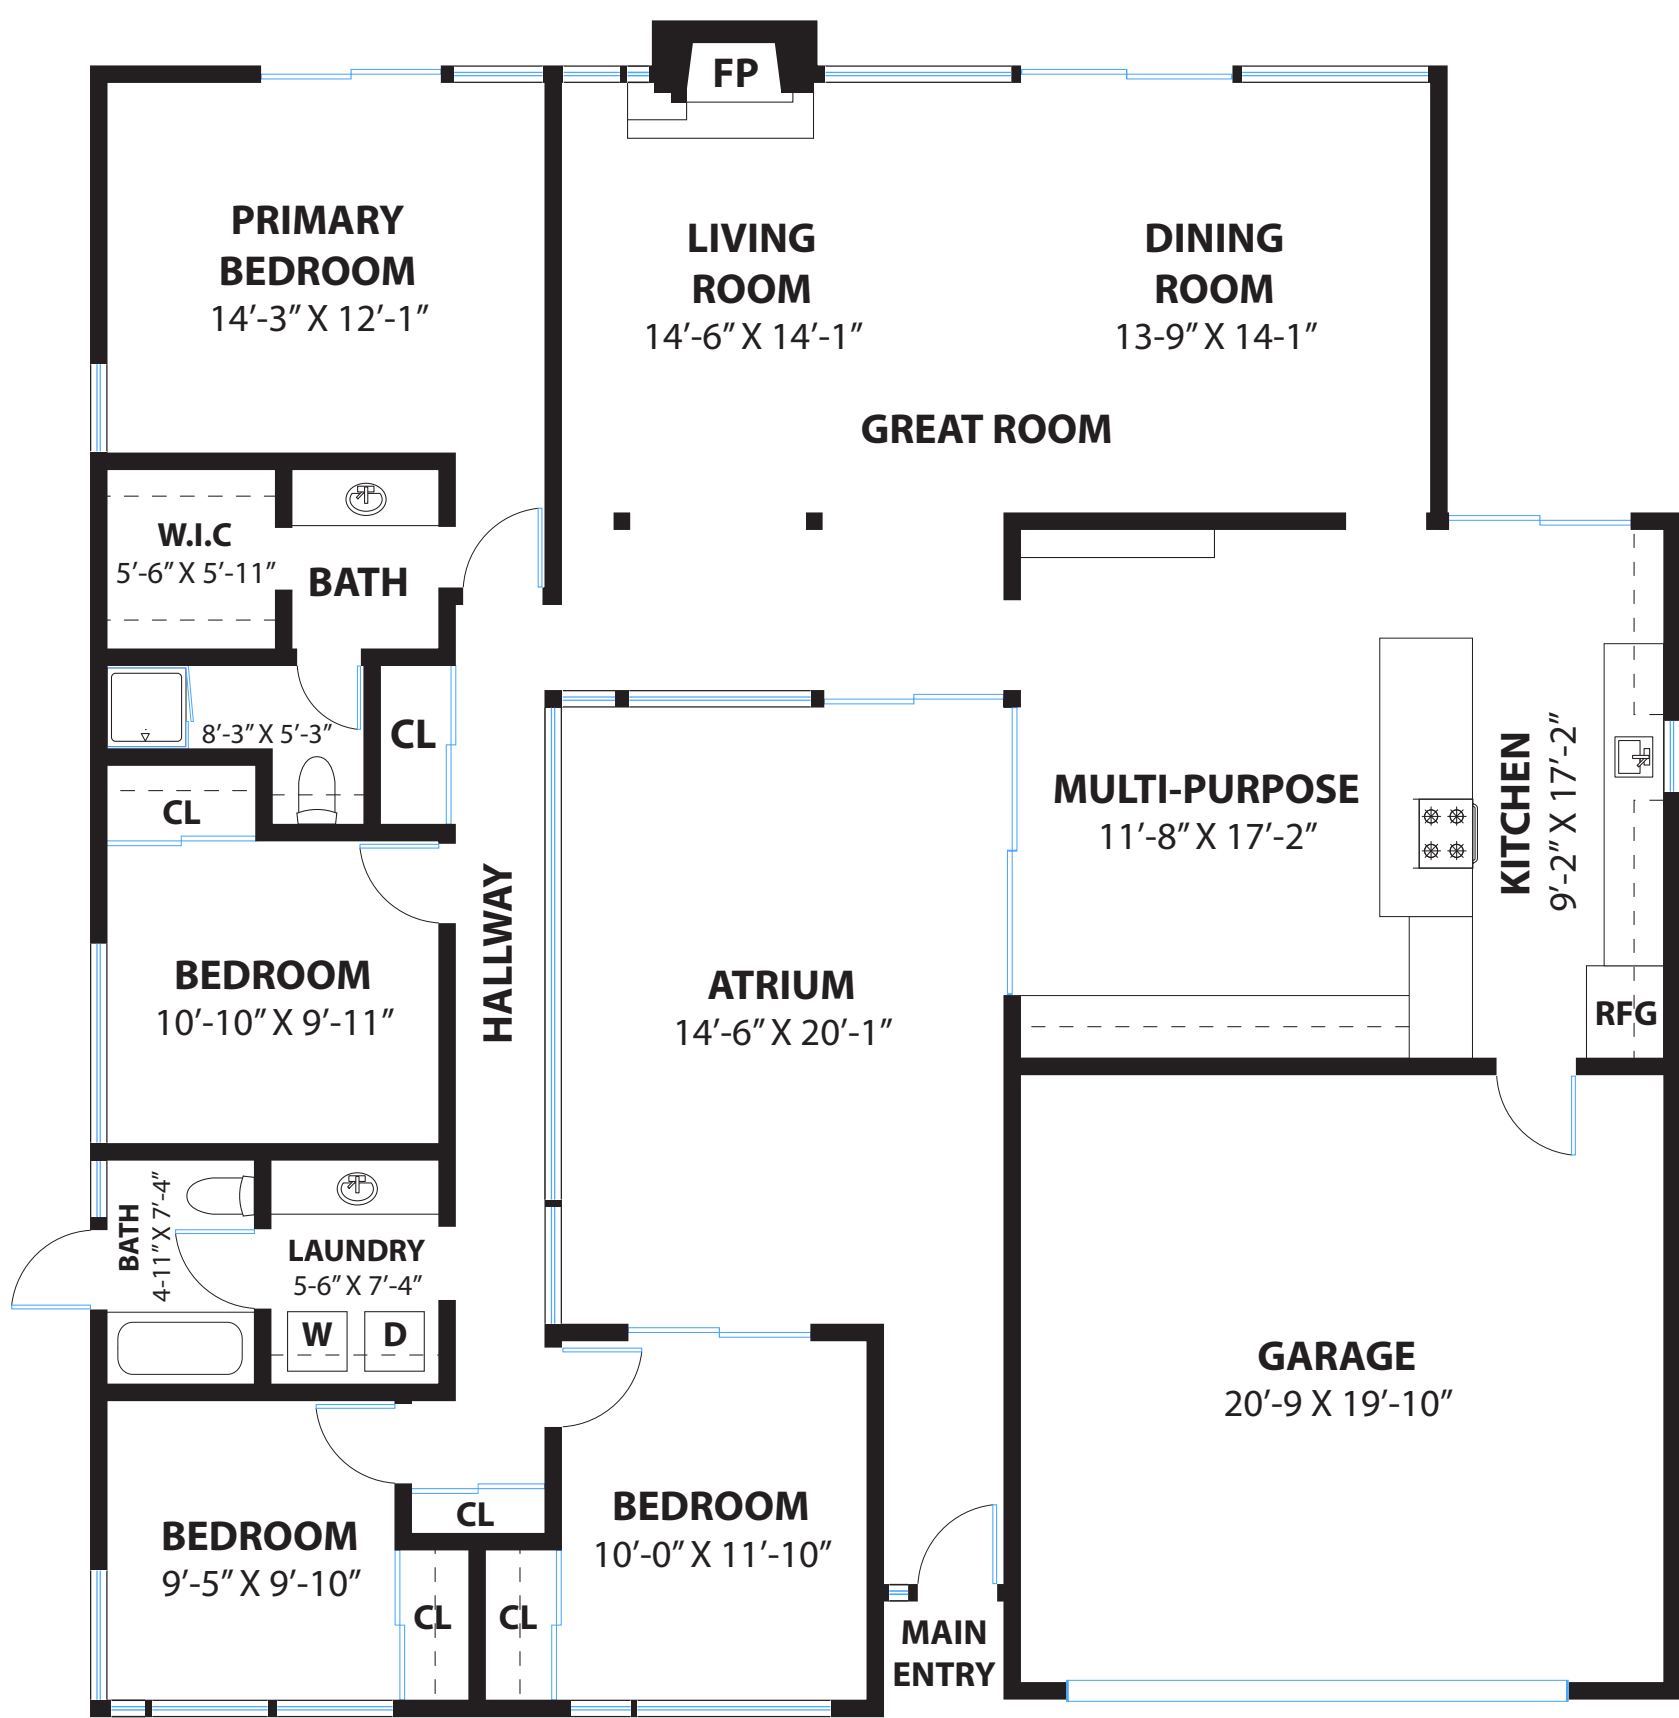 FP
PRIMARY
BEDROOM
14′-3″ X 12′-1″
LIVING
ROOM
14′-6″ X 14′-1″
DINING
ROOM
13-9″ X 14-1″
GREAT ROOM
W.I.C
5′-6″ X 5′-11″
BATH
8′-3″ X 5′-3″
CL
CL
HALLWAY
MULTI-PURPOSE
11′-8″ X 17′-2″
KITCHEN
9′-2″ X 17′-2″
RFG
BEDROOM
10′-10″ X 9′-11″
ATRIUM
14′-6″ X 20′-1″
BATH
4-11″ X 7′-4″
LAUNDRY
5-6″ X 7′-4″
W
D
GARAGE
20′-9 X 19′-10″
BEDROOM
9′-5″ X 9′-10″
CL
CL
CL
BEDROOM
10′-0″ X 11′-10″
MAIN
ENTRY